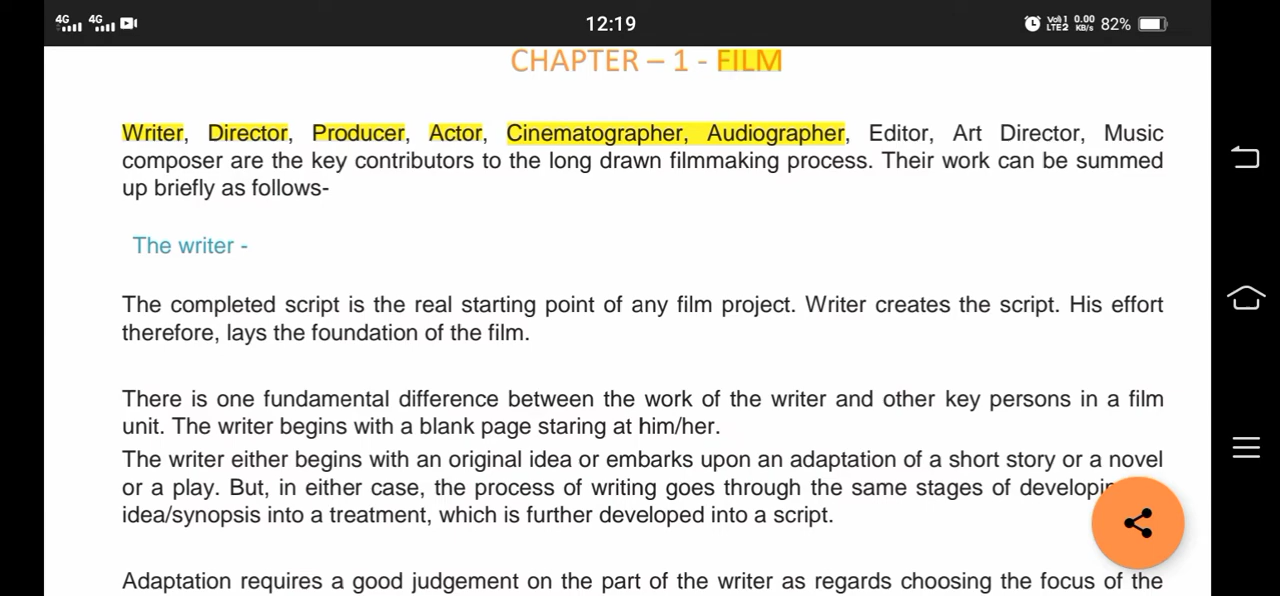 4G 4G 12:19 Vo)) 1 LTE2 0.00 KB/s 82%
CHAPTER – 1 - FILM
Writer, Director, Producer, Actor, Cinematographer, Audiographer, Editor, Art Director, Music
composer are the key contributors to the long drawn filmmaking process. Their work can be summed
up briefly as follows-
The writer -
The completed script is the real starting point of any film project. Writer creates the script. His effort
therefore, lays the foundation of the film.
There is one fundamental difference between the work of the writer and other key persons in a film
unit. The writer begins with a blank page staring at him/her.
The writer either begins with an original idea or embarks upon an adaptation of a short story or a novel
or a play. But, in either case, the process of writing goes through the same stages of developin
idea/synopsis into a treatment, which is further developed into a script.
Adaptation requires a good judgement on the part of the writer as regards choosing the focus of the